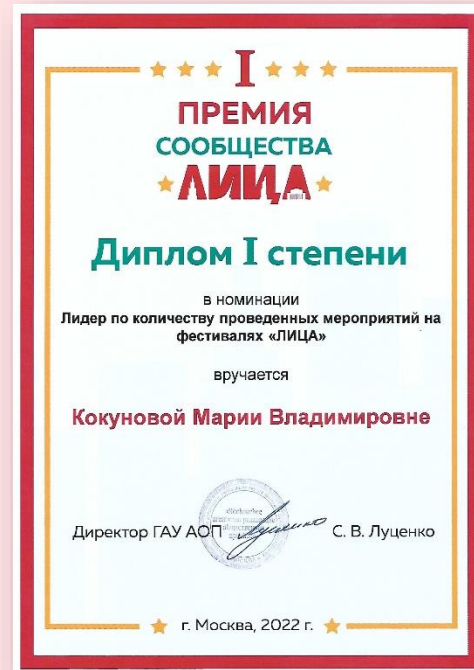 I
ПРЕМИЯ
СООБЩЕСТВА
ЛИЦА
Диплом I степени
в номинации
Лидер по количеству проведенных мероприятий на
фестивалях «ЛИЦА»
вручается
Кокуновой Марии Владимировне
Директор ГАУ АОП С. В. Луценко
г. Москва, 2022 г.